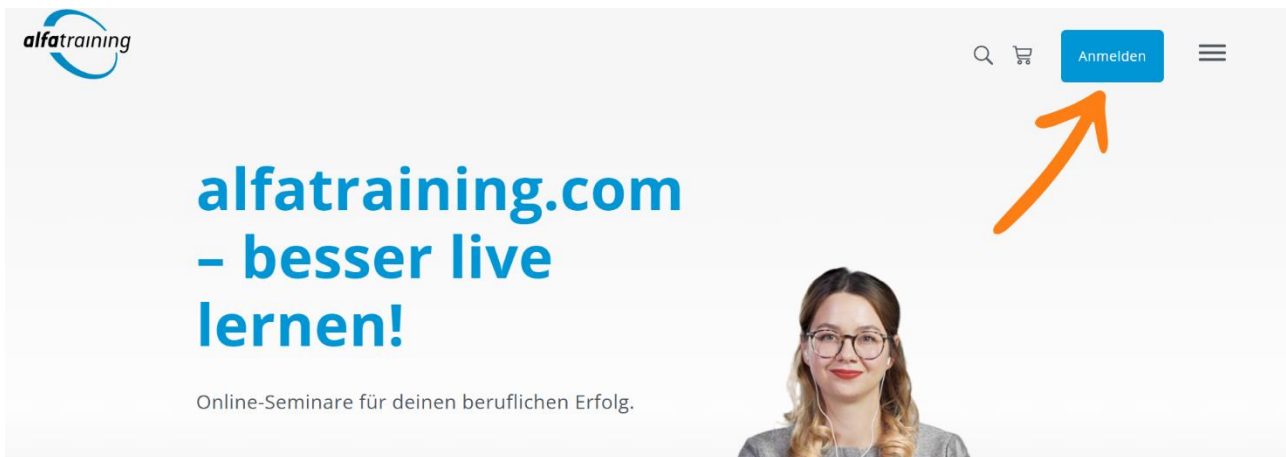 alfatraining
Anmelden
alfatraining.com
– besser live
lernen!
Online-Seminare für deinen beruflichen Erfolg.